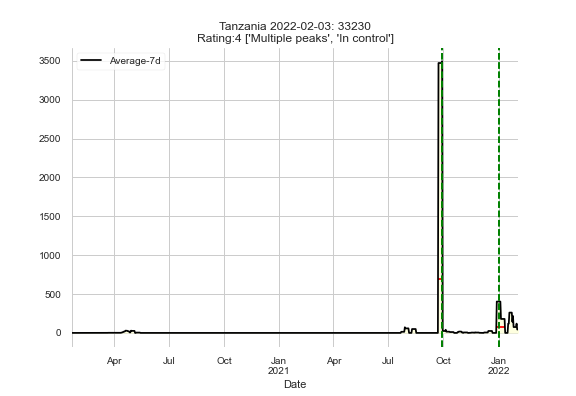 Tanzania 2022-02-03: 33230
Rating:4 ['Multiple peaks', 'In control']
Average-7d
3500
3000
2500
2000
1500
1000
500
0
Apr Jul Oct Jan Apr Jul Oct Jan
2021 2022
Date